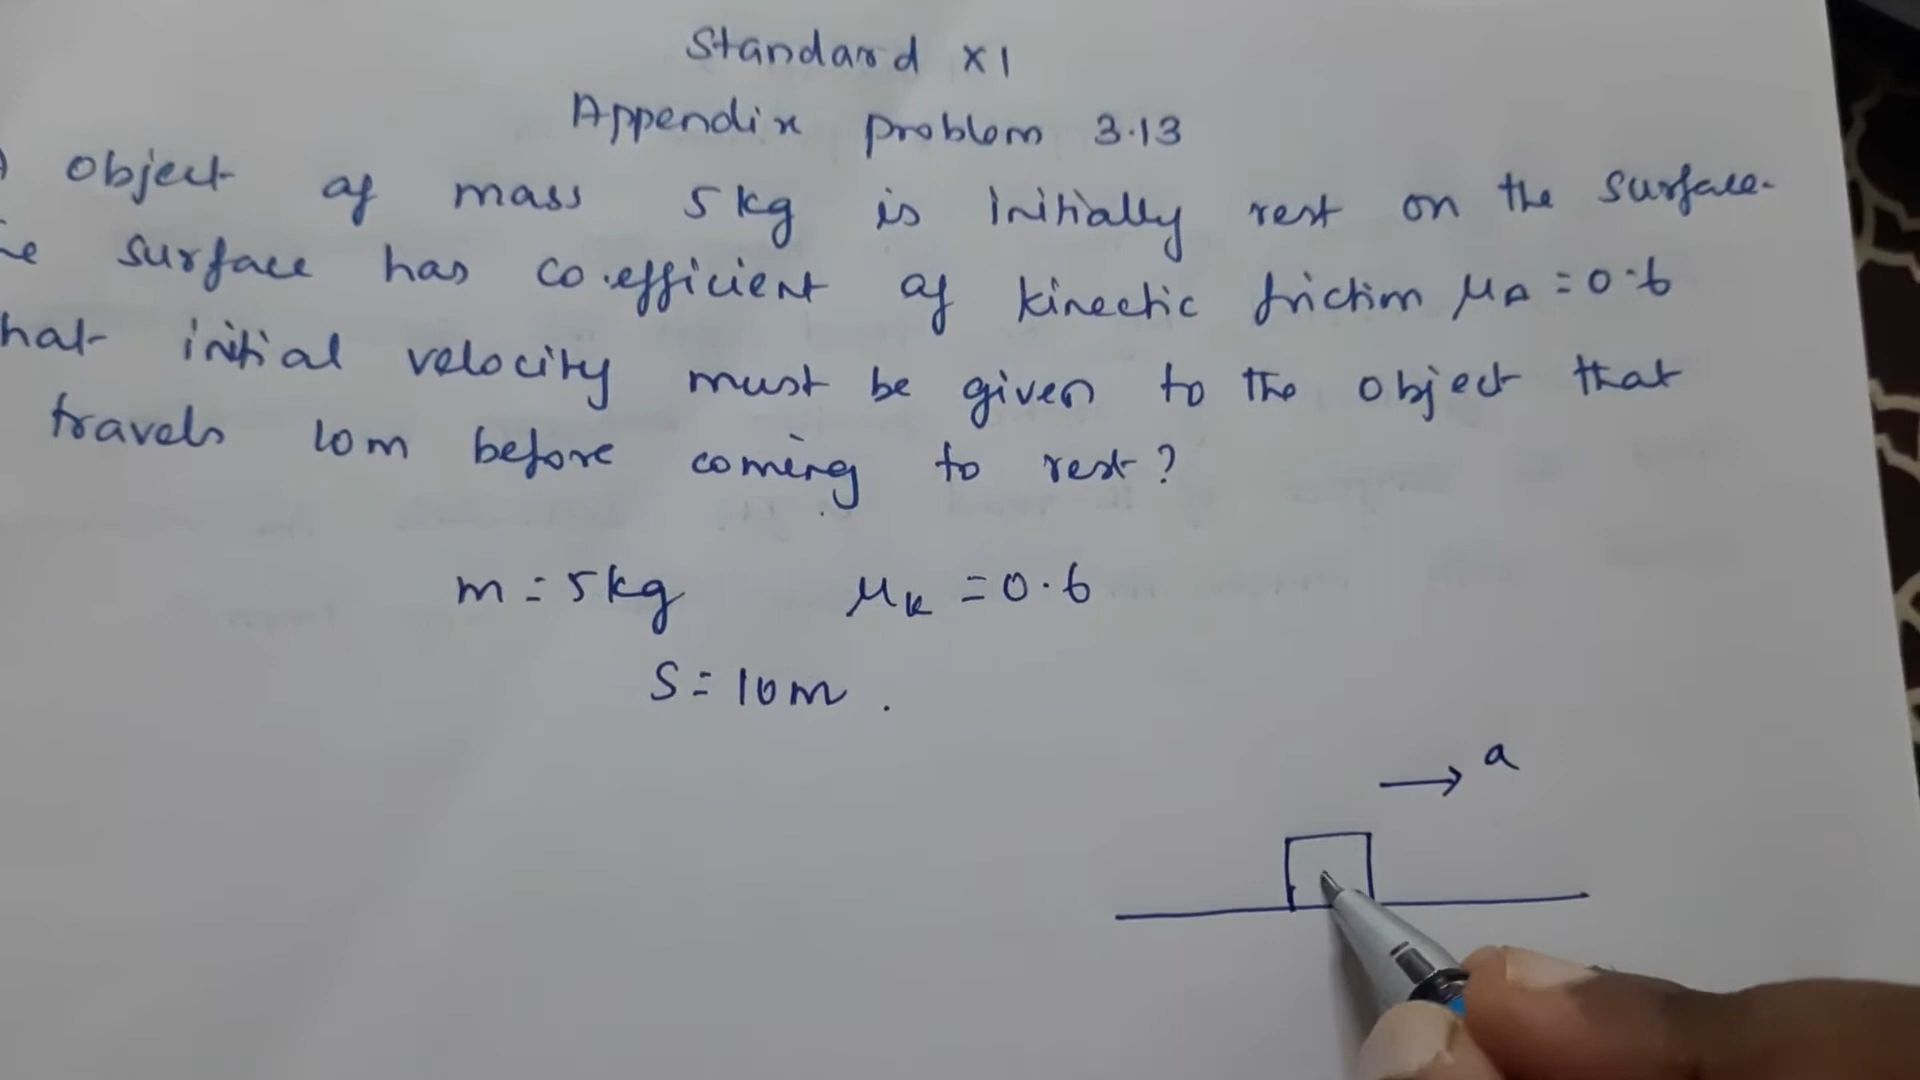 Standard XI
Appendix problem 3.13
object of mass 5kg is initially rest on the surface.
surface has co.efficient of kinectic friction μk = 0.6
initial velocity must be given to the object that
travels 10m before coming to rest?
m = 5kg μk = 0.6
S = 10m .
a